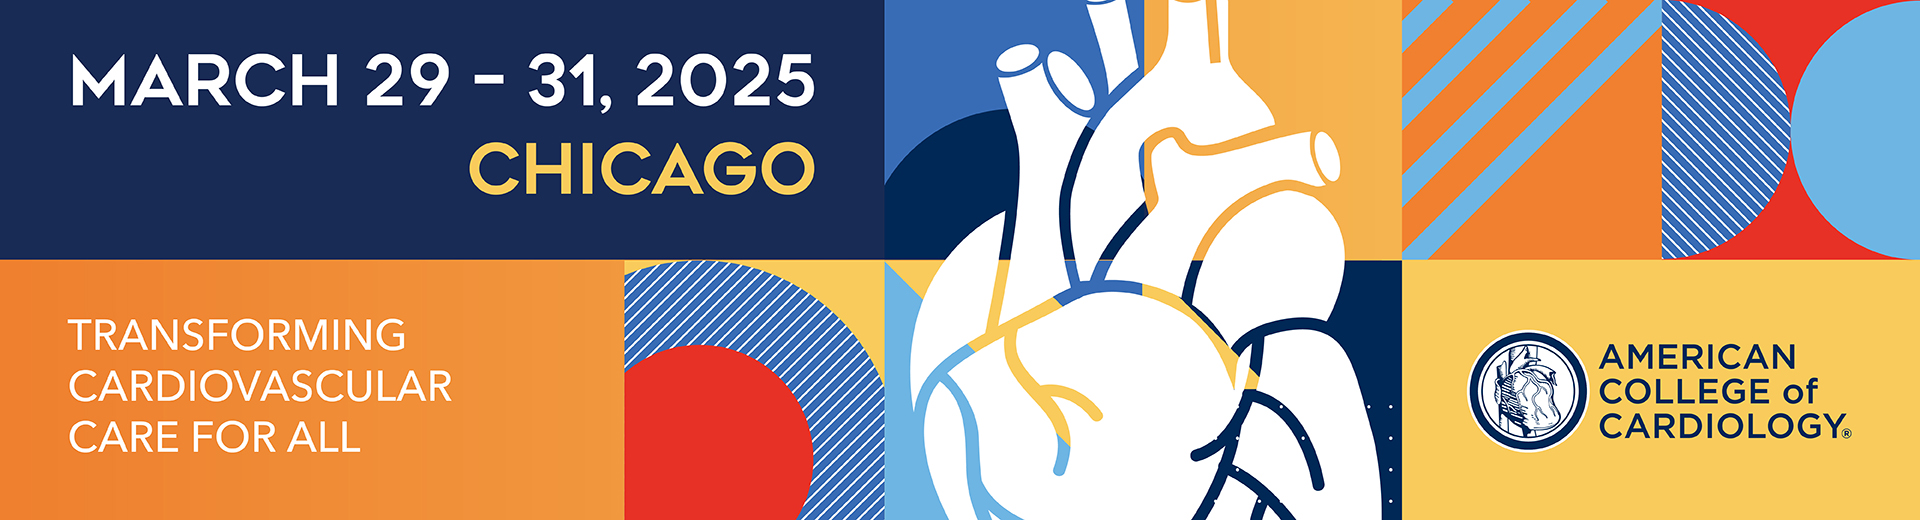 MARCH 29 – 31, 2025
CHICAGO
TRANSFORMING
CARDIOVASCULAR
CARE FOR ALL
AMERICAN
COLLEGE of
CARDIOLOGY®